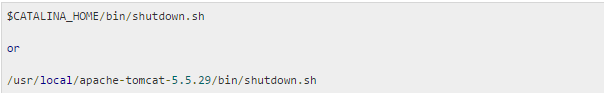 $CATALINA_HOME/bin/shutdown.sh
or
/usr/local/apache-tomcat-5.5.29/bin/shutdown.sh